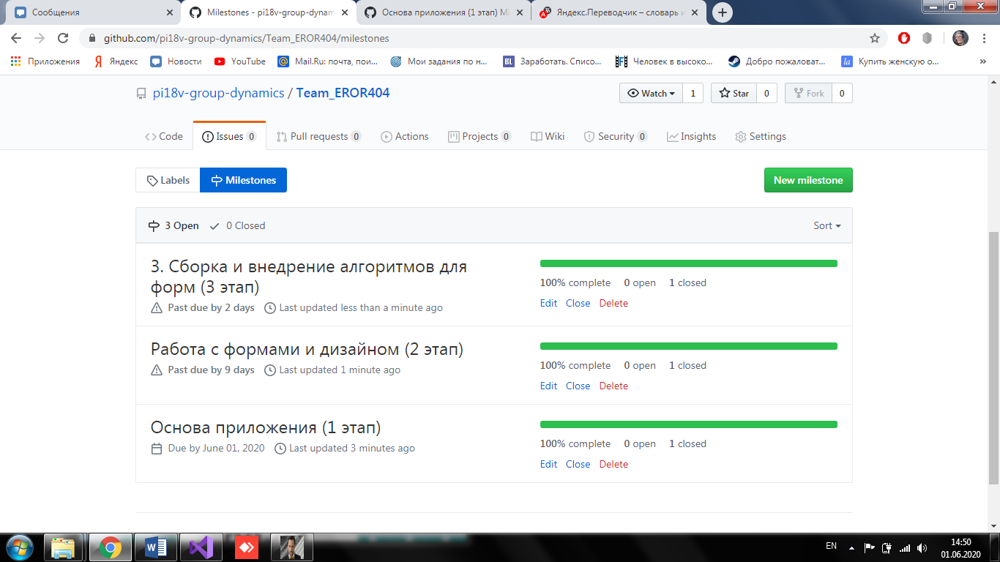 Сообщения
Milestones - pi18v-group-dynam
Основа приложения (1 этап) Mi
Яндекс.Переводчик – словарь и
github.com/pi18v-group-dynamics/Team_EROR404/milestones
Приложения
Яндекс
Новости
YouTube
Mail.Ru: почта, пои...
Мои задания по н...
Заработать. Списо...
Человек в высоко...
Добро пожаловат...
Купить женскую о...
pi18v-group-dynamics / Team_EROR404
Watch 1
Star 0
Fork 0
Code
Issues 0
Pull requests 0
Actions
Projects 0
Wiki
Security 0
Insights
Settings
Labels
Milestones
New milestone
3 Open
0 Closed
Sort
3. Сборка и внедрение алгоритмов для
форм (3 этап)
Past due by 2 days
Last updated less than a minute ago
100% complete 0 open 1 closed
Edit Close Delete
Работа с формами и дизайном (2 этап)
Past due by 9 days
Last updated 1 minute ago
100% complete 0 open 1 closed
Edit Close Delete
Основа приложения (1 этап)
Due by June 01, 2020
Last updated 3 minutes ago
100% complete 0 open 1 closed
Edit Close Delete
EN
14:50
01.06.2020